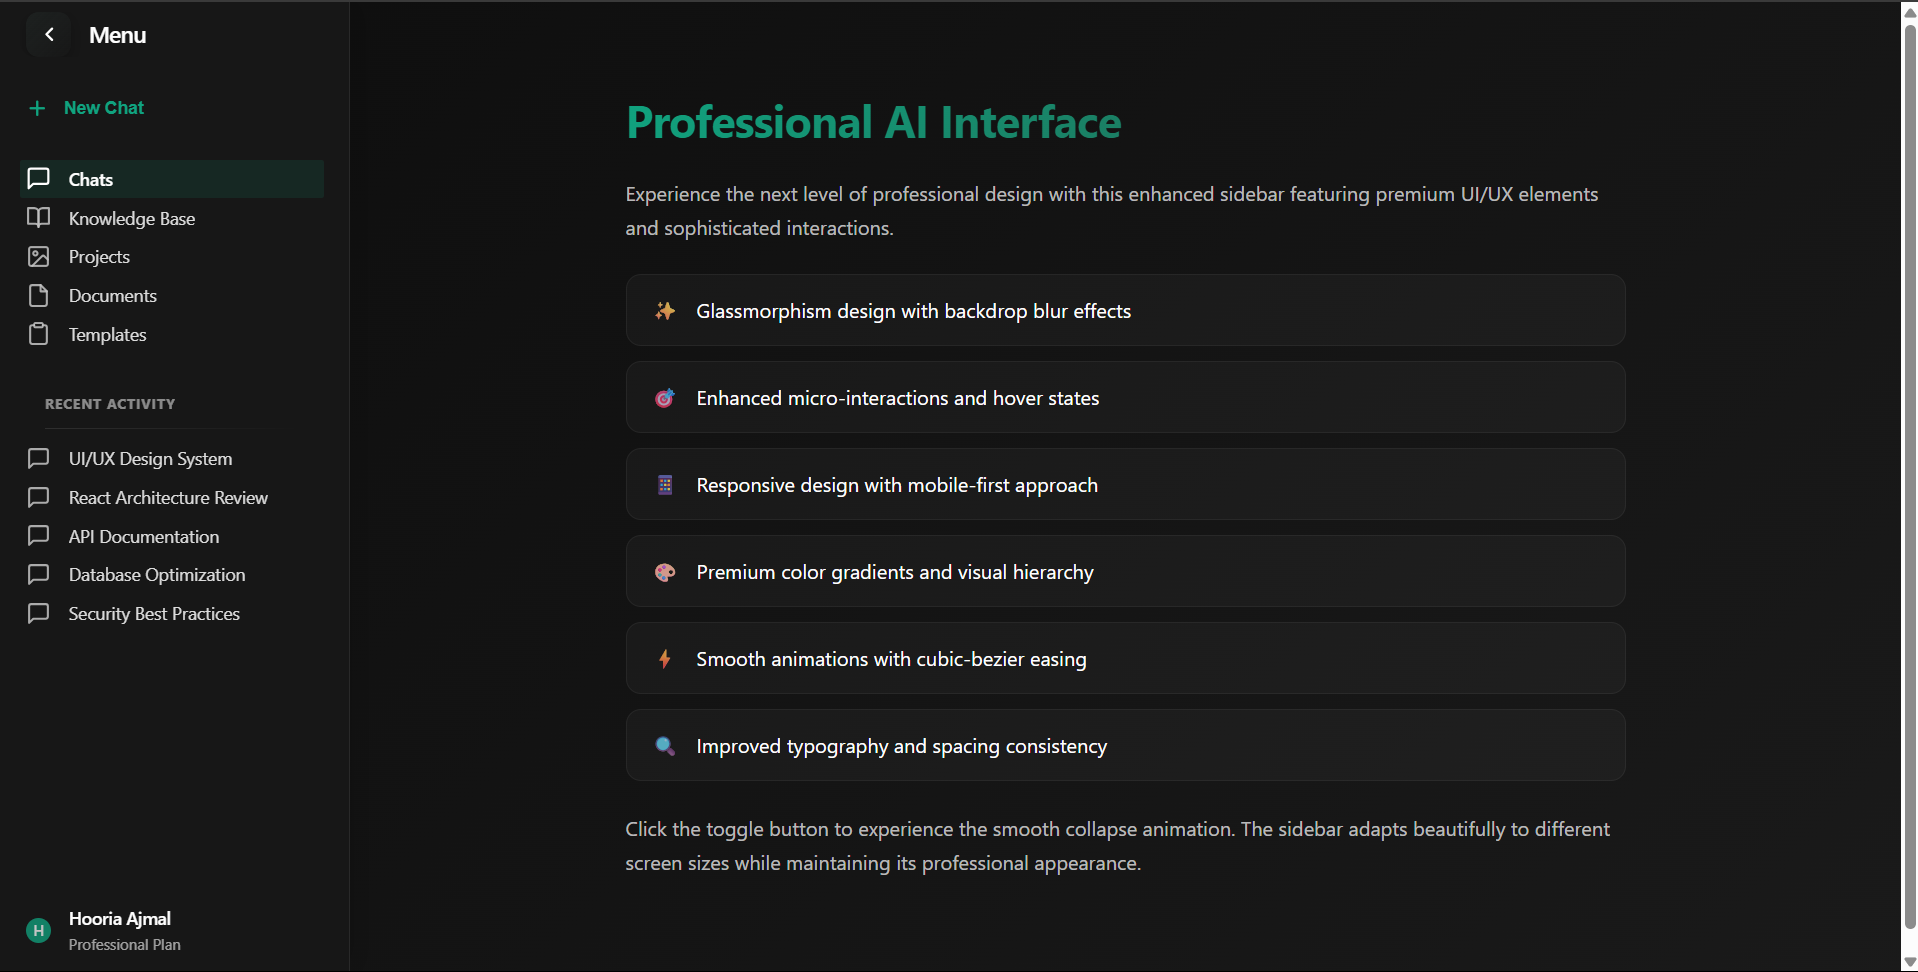 Menu
New Chat
Chats
Knowledge Base
Projects
Documents
Templates
RECENT ACTIVITY
UI/UX Design System
React Architecture Review
API Documentation
Database Optimization
Security Best Practices
H
Hooria Ajmal
Professional Plan
Professional AI Interface
Experience the next level of professional design with this enhanced sidebar featuring premium UI/UX elements
and sophisticated interactions.
Glassmorphism design with backdrop blur effects
Enhanced micro-interactions and hover states
Responsive design with mobile-first approach
Premium color gradients and visual hierarchy
Smooth animations with cubic-bezier easing
Improved typography and spacing consistency
Click the toggle button to experience the smooth collapse animation. The sidebar adapts beautifully to different
screen sizes while maintaining its professional appearance.